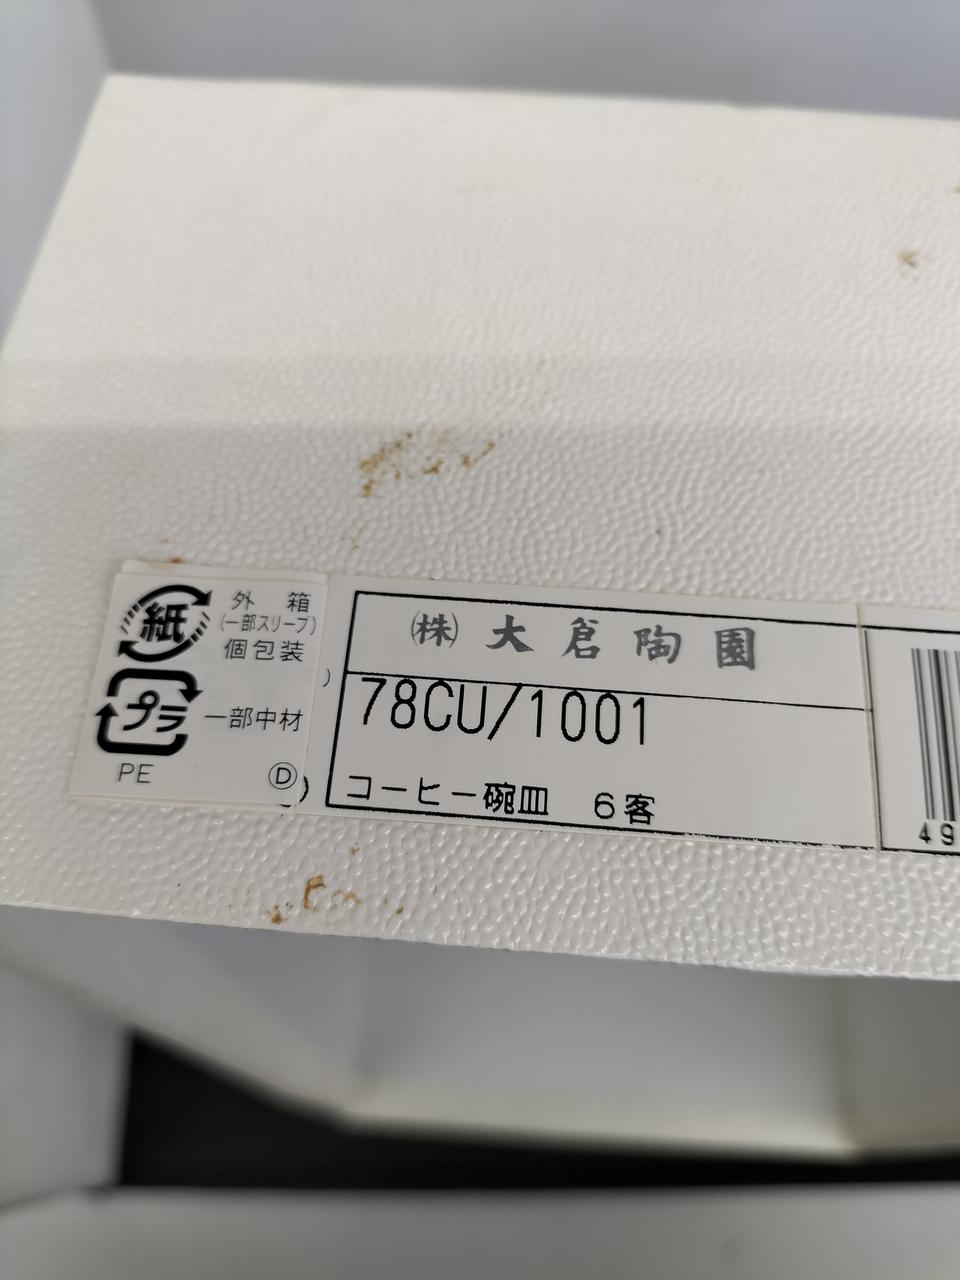 紙
外箱
(一部スリーブ)
個包装
プラ
一部中材
PE
Ⓓ
㈱大倉陶園
78CU/1001
コーヒー碗皿 6客
49